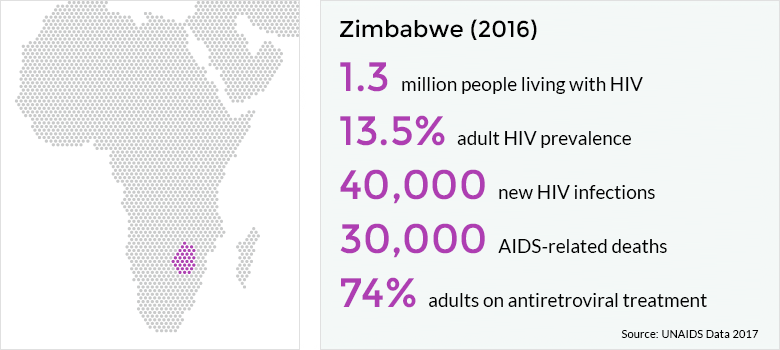 Zimbabwe (2016)
1.3 million people living with HIV
13.5% adult HIV prevalence
40,000 new HIV infections
30,000 AIDS-related deaths
74% adults on antiretroviral treatment
Source: UNAIDS Data 2017